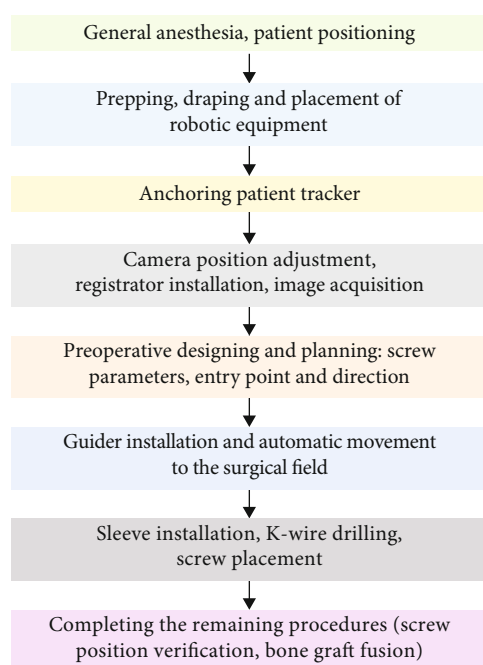 General anesthesia, patient positioning
Prepping, draping and placement of
robotic equipment
Anchoring patient tracker
Camera position adjustment,
registrator installation, image acquisition
Preoperative designing and planning: screw
parameters, entry point and direction
Guider installation and automatic movement
to the surgical field
Sleeve installation, K-wire drilling,
screw placement
Completing the remaining procedures (screw
position verification, bone graft fusion)